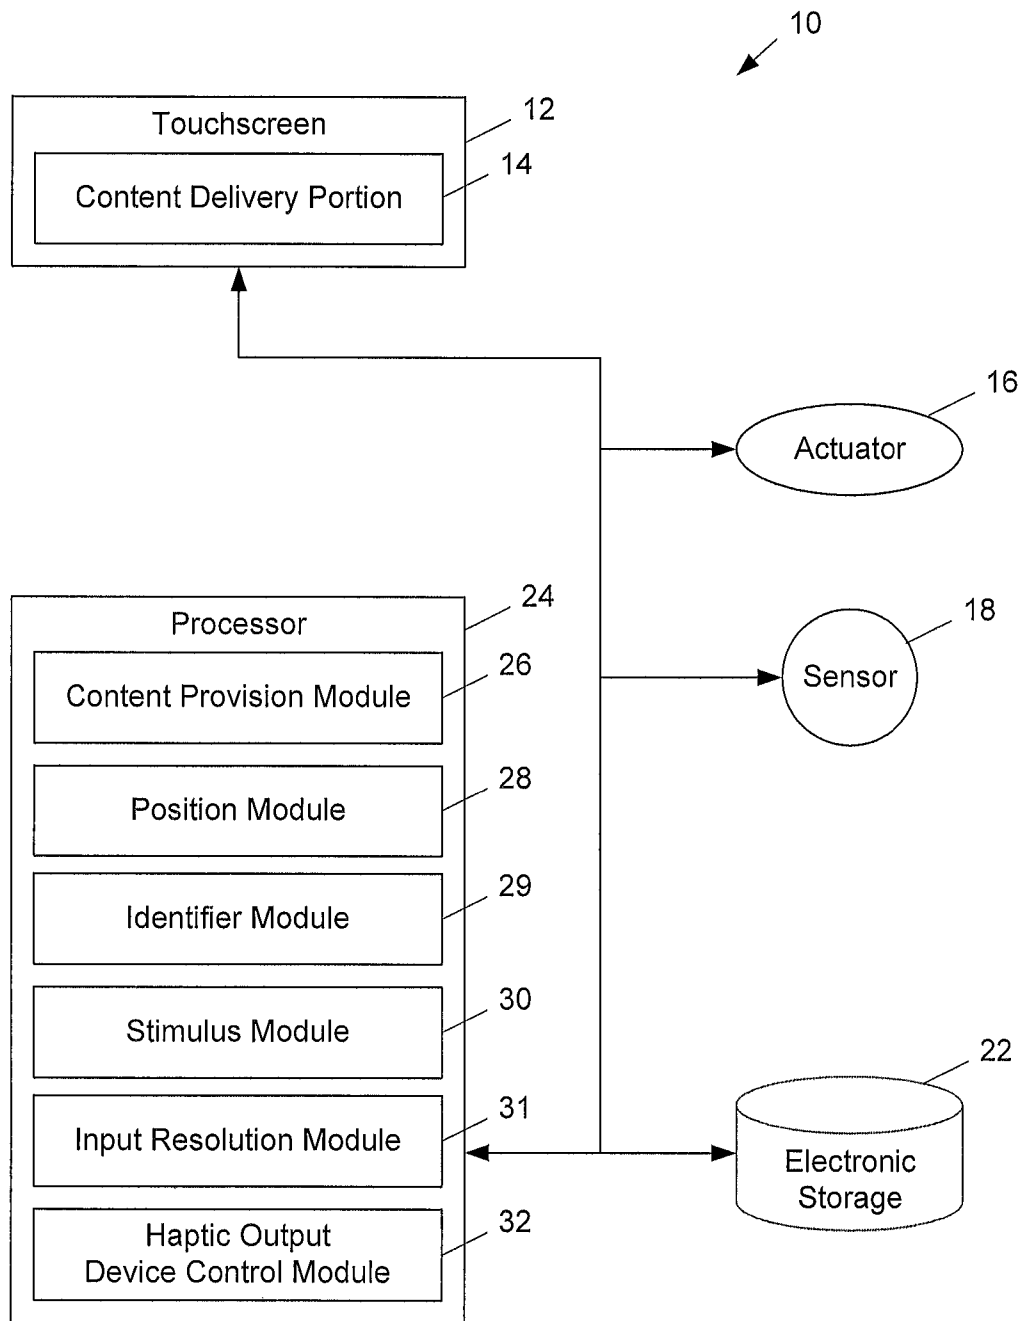 10
Touchscreen
12
Content Delivery Portion
14
Actuator
16
Sensor
18
Processor
24
Content Provision Module
26
Position Module
28
Identifier Module
29
Stimulus Module
30
Input Resolution Module
31
Haptic Output
Device Control Module
32
Electronic
Storage
22